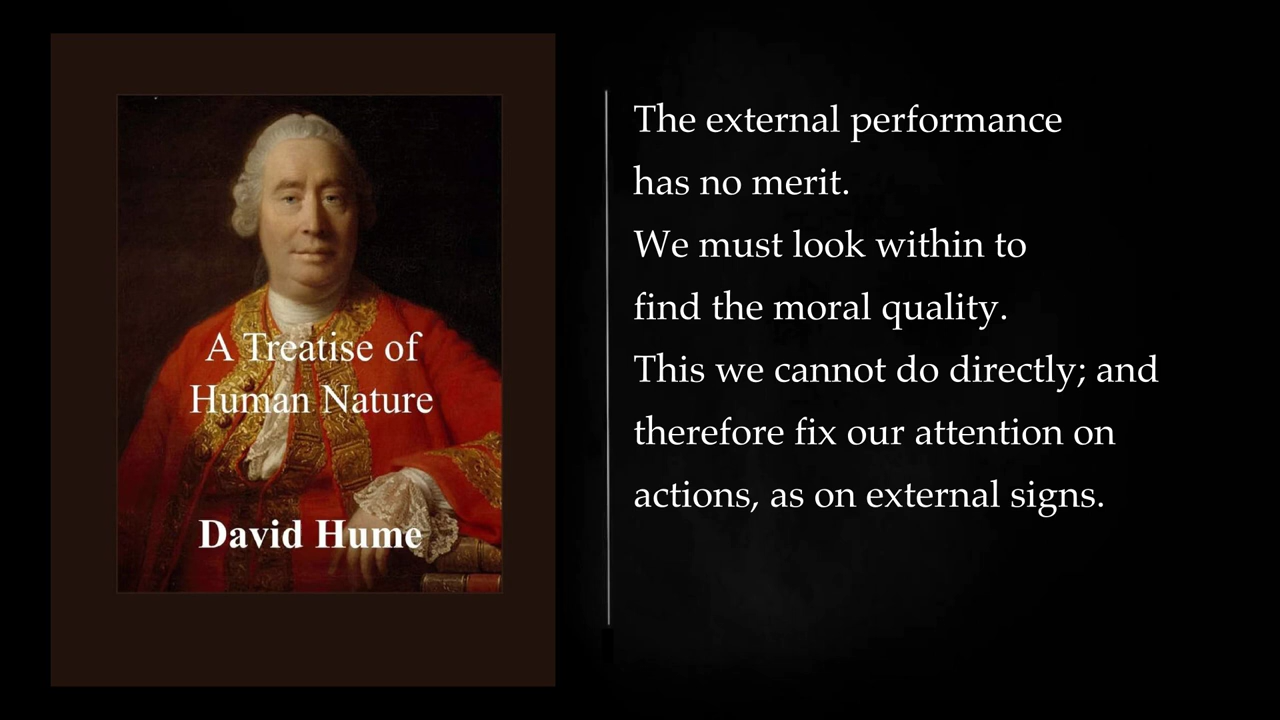 A Treatise of
Human Nature
David Hume
The external performance
has no merit.
We must look within to
find the moral quality.
This we cannot do directly; and
therefore fix our attention on
actions, as on external signs.